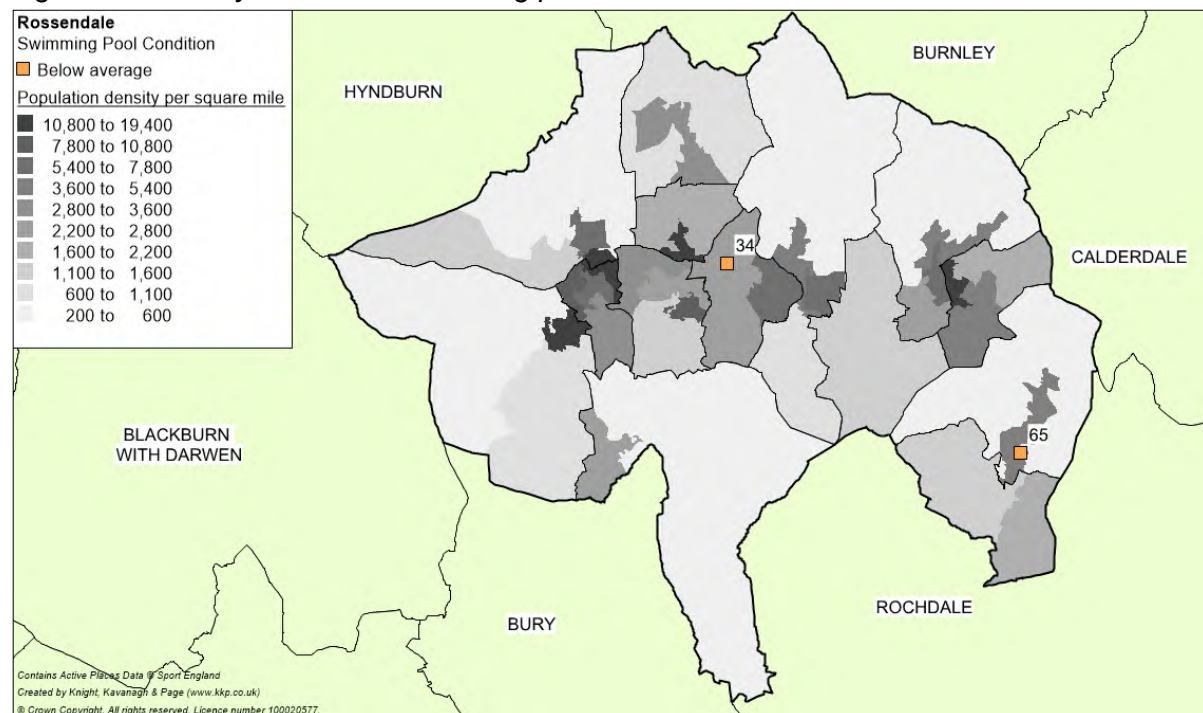 Rossendale
Swimming Pool Condition
Below average
Population density per square mile
10,800 to 19,400
7,800 to 10,800
5,400 to 7,800
3,600 to 5,400
2,800 to 3,600
2,200 to 2,800
1,600 to 2,200
1,100 to 1,600
600 to 1,100
200 to 600
BURNLEY
HYNDBURN
34
CALDERDALE
BLACKBURN
WITH DARWEN
65
ROCHDALE
BURY
Contains Active Places Data © Sport England
Created by Knight, Kavanagh & Page (www.kkp.co.uk)
© Crown Copyright. All rights reserved. Licence number 100020577.